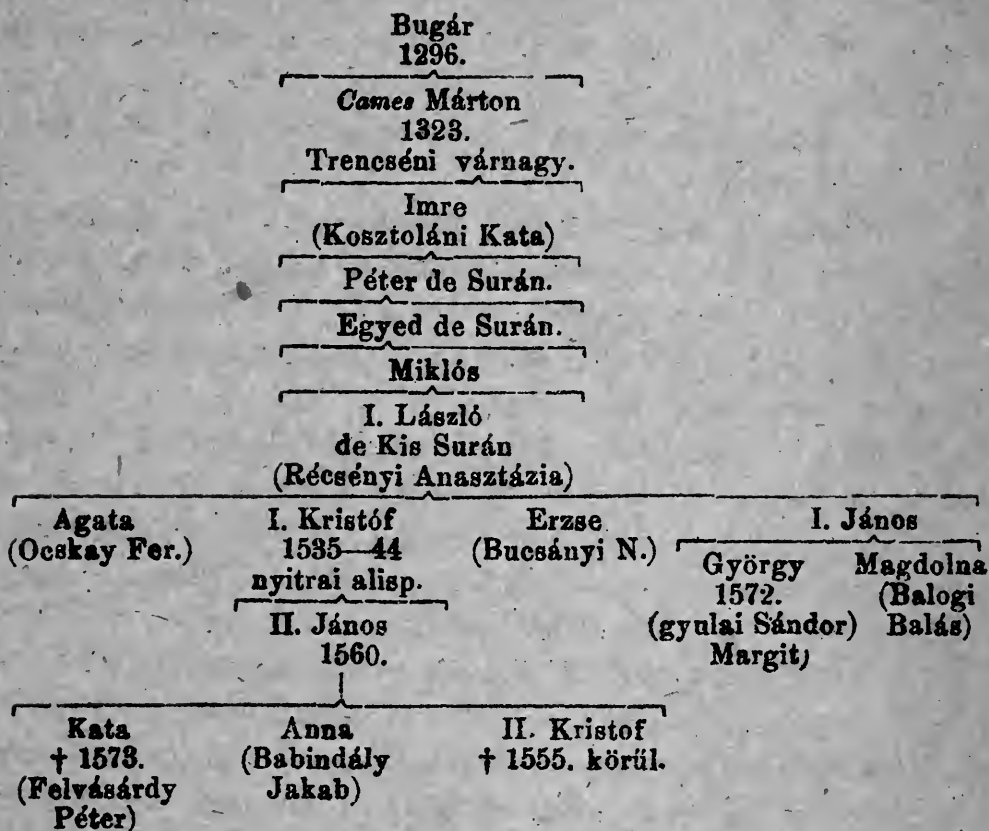 Bugár
1296.
Cames Márton
1323.
Trencséni várnagy.
Imre
(Kosztoláni Kata)
Péter de Surán.
Egyed de Surán.
Miklós
I. László
de Kis Surán
(Récsényi Anasztázia)
Agata
(Ocskay Fer.)
I. Kristóf
1535—44
nyitrai alisp.
Erzse
(Bucsányi N.)
I. János
György
1572.
(gyulai Sándor)
Margit)
Magdolna
(Balogi
Balás)
II. János
1560.
Kata
† 1573.
(Felvásárdy
Péter)
Anna
(Babindály
Jakab)
II. Kristof
† 1555. körül.